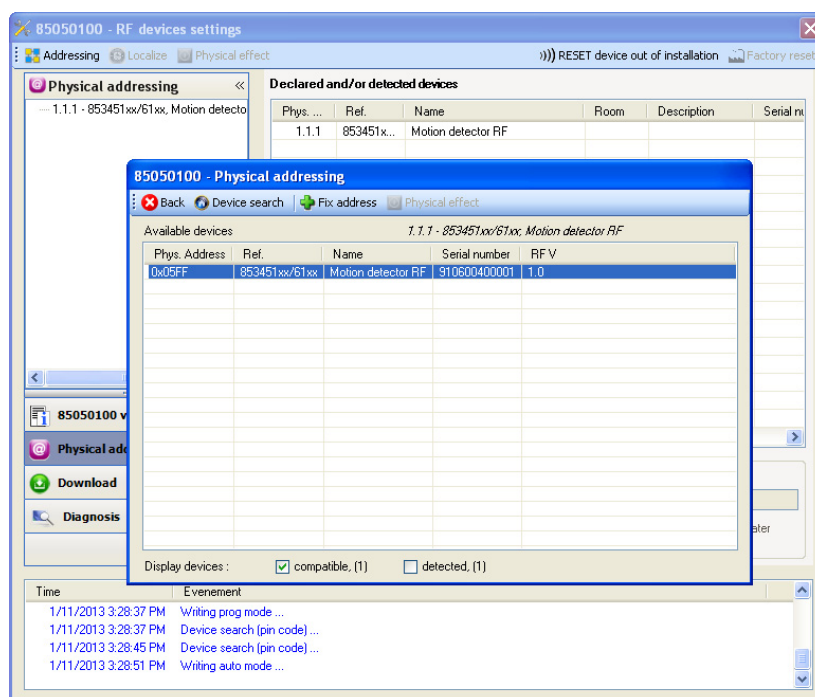 85050100 - RF devices settings
Addressing Localize Physical effect RESET device out of installation Factory reset
Physical addressing Declared and/or detected devices
1.1.1 - 853451xx/61xx, Motion detecto
Phys. ... Ref. Name Room Description Serial nu
1.1.1 853451x... Motion detector RF
85050100 - Physical addressing
Back Device search Fix address Physical effect
Available devices 1.1.1 - 853451xx/61xx, Motion detector RF
Phys. Address Ref. Name Serial number RF V
0x05FF 853451xx/61xx Motion detector RF 910600400001 1.0
85050100 v
Physical add
Download
Diagnosis
ater
Display devices : compatible, (1) detected, (1)
Time Evenement
1/11/2013 3:28:37 PM Writing prog mode ...
1/11/2013 3:28:37 PM Device search (pin code) ...
1/11/2013 3:28:45 PM Device search (pin code) ...
1/11/2013 3:28:51 PM Writing auto mode ...